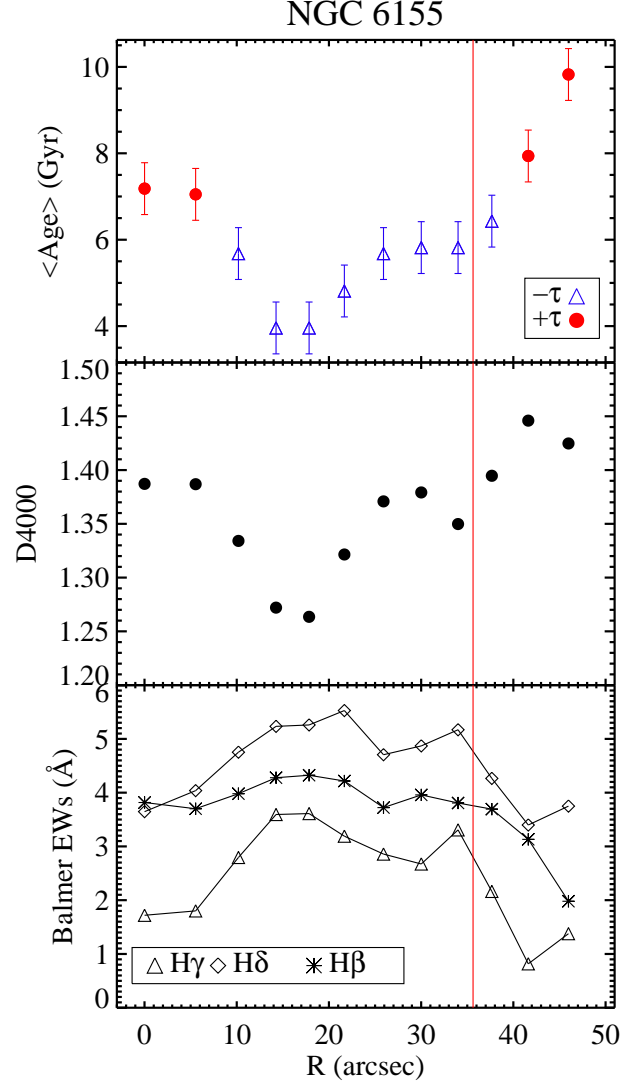 NGC 6155
<Age> (Gyr)
10
8
6
4
−τ
+τ
D4000
1.50
1.45
1.40
1.35
1.30
1.25
1.20
Balmer EWs (Å)
6
5
4
3
2
1
0
Hγ Hδ Hβ
0 10 20 30 40 50
R (arcsec)